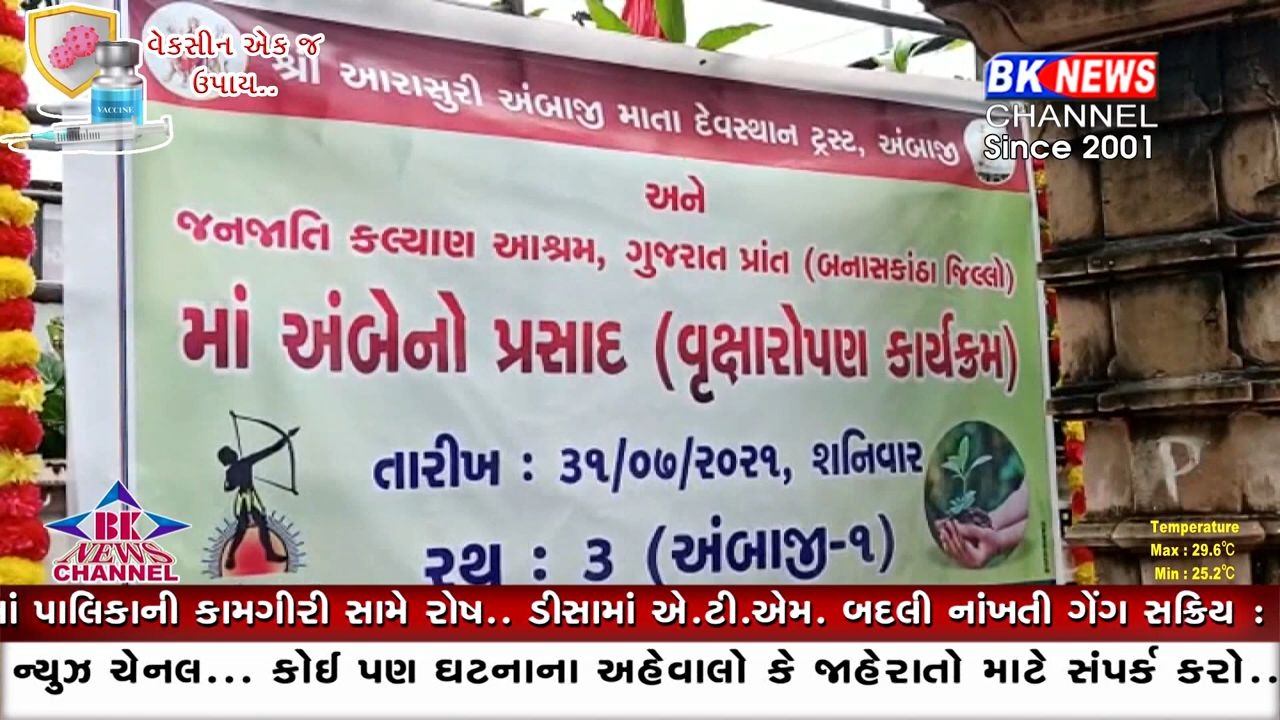 વેકસીન એક જ
ઉપાય..
VACCINE
BK NEWS
CHANNEL
Since 2001
શ્રી આરાસુરી અંબાજી માતા દેવસ્થાન ટ્રસ્ટ, અંબાજી
અને
જનજાતિ કલ્યાણ આશ્રમ, ગુજરાત પ્રાંત (બનાસકાંઠા જિલ્લો)
માં અંબેનો પ્રસાદ (વૃક્ષારોપણ કાર્યક્રમ)
તારીખ : ૩૧/૦૭/૨૦૨૧, શનિવાર
રથ : ૩ (અંબાજી-૧)
P
BK
NEWS
CHANNEL
Temperature
Max : 29.6℃
Min : 25.2℃
પાલિકાની કામગીરી સામે રોષ.. ડીસામાં એ.ટી.એમ. બદલી નાંખતી ગેંગ સક્રિય :
ન્યુઝ ચેનલ... કોઈ પણ ઘટનાના અહેવાલો કે જાહેરાતો માટે સંપર્ક કરો..